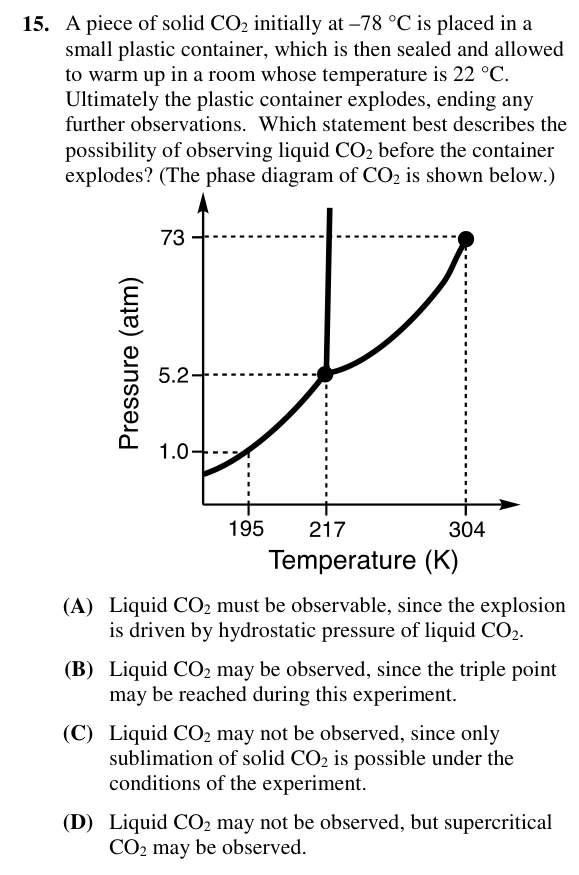 15. A piece of solid CO₂ initially at –78 °C is placed in a
small plastic container, which is then sealed and allowed
to warm up in a room whose temperature is 22 °C.
Ultimately the plastic container explodes, ending any
further observations. Which statement best describes the
possibility of observing liquid CO₂ before the container
explodes? (The phase diagram of CO₂ is shown below.)
73
Pressure (atm)
5.2
1.0
195 217 304
Temperature (K)
(A) Liquid CO₂ must be observable, since the explosion
is driven by hydrostatic pressure of liquid CO₂.
(B) Liquid CO₂ may be observed, since the triple point
may be reached during this experiment.
(C) Liquid CO₂ may not be observed, since only
sublimation of solid CO₂ is possible under the
conditions of the experiment.
(D) Liquid CO₂ may not be observed, but supercritical
CO₂ may be observed.